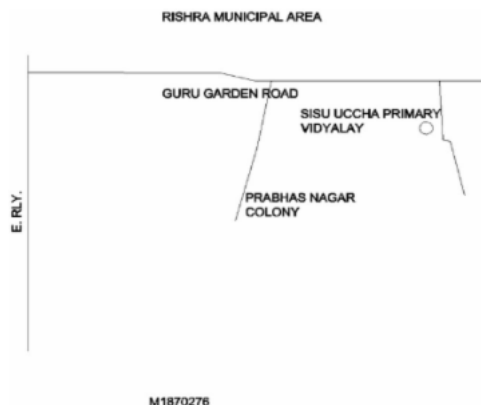 RISHRA MUNICIPAL AREA
GURU GARDEN ROAD
SISU UCCHA PRIMARY
VIDYALAY
PRABHAS NAGAR
COLONY
E. RLY.
M1870276